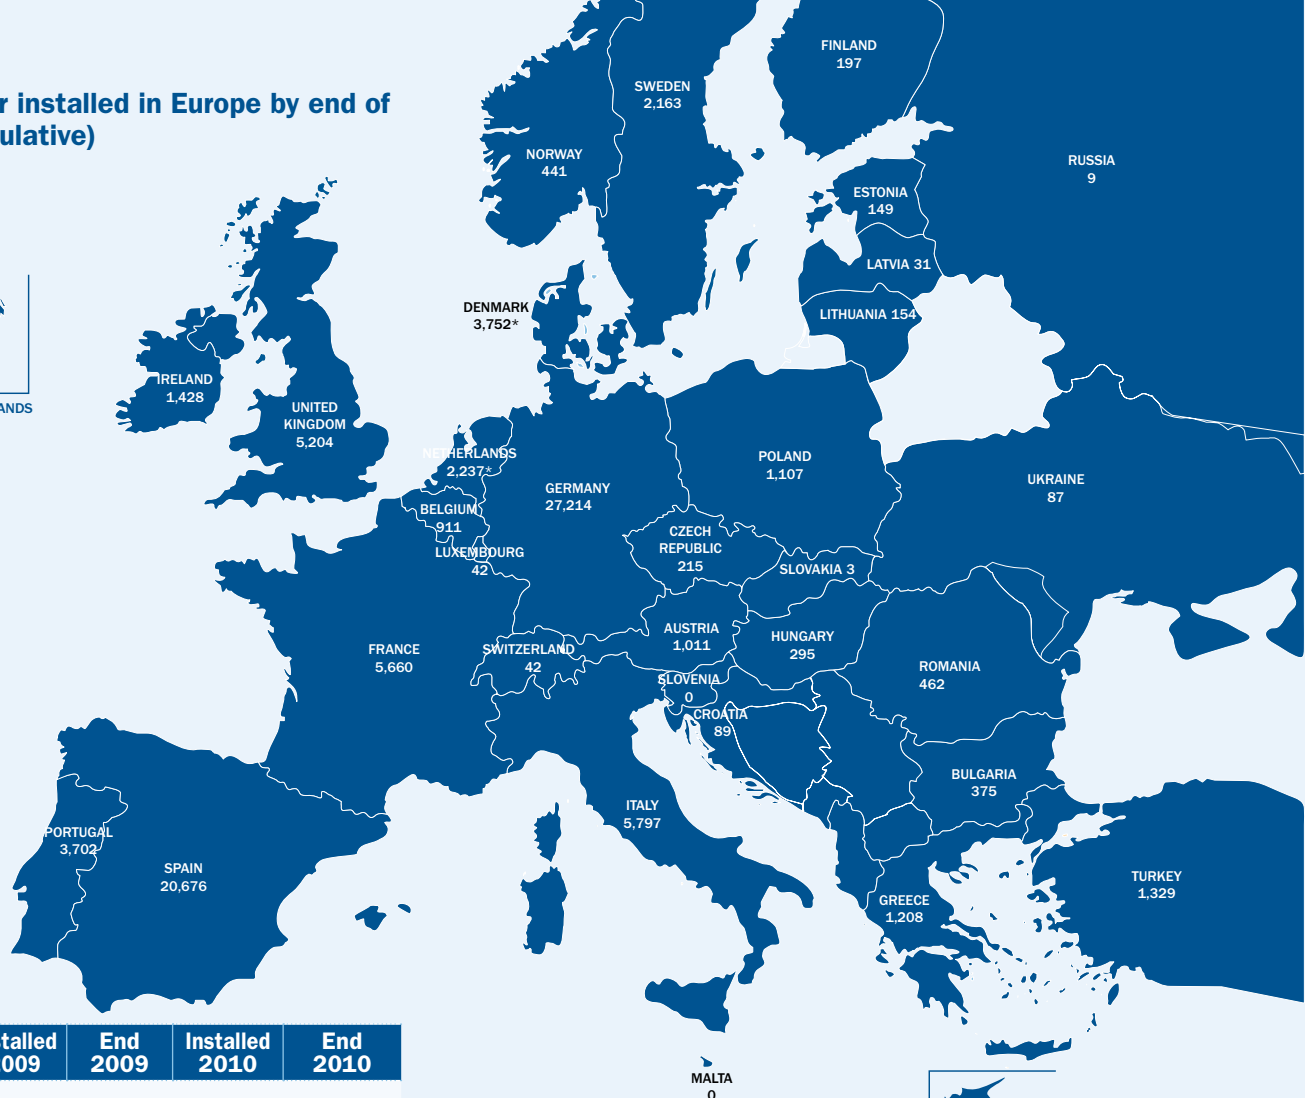 r installed in Europe by end of
ulative)
FINLAND
197
SWEDEN
2,163
NORWAY
441
RUSSIA
9
ESTONIA
149
LATVIA 31
LITHUANIA 154
DENMARK
3,752*
IRELAND
1,428
UNITED
KINGDOM
5,204
ANDS
NETHERLANDS
2,237*
BELGIUM
911
LUXEMBOURG
42
GERMANY
27,214
POLAND
1,107
UKRAINE
87
CZECH
REPUBLIC
215
SLOVAKIA 3
AUSTRIA
1,011
HUNGARY
295
FRANCE
5,660
SWITZERLAND
42
SLOVENIA
0
CROATIA
89
ROMANIA
462
BULGARIA
375
ITALY
5,797
PORTUGAL
3,702
SPAIN
20,676
GREECE
1,208
TURKEY
1,329
MALTA
0
talled
009
End
2009
Installed
2010
End
2010